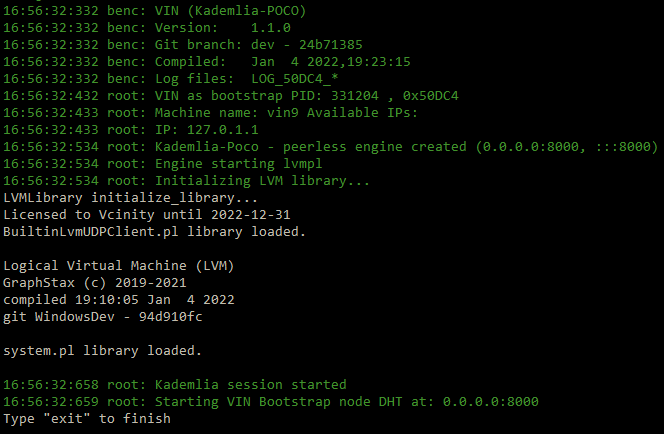 16:56:32:332 benc: VIN (Kademlia-POCO)
16:56:32:332 benc: Version:    1.1.0
16:56:32:332 benc: Git branch: dev - 24b71385
16:56:32:332 benc: Compiled:   Jan  4 2022,19:23:15
16:56:32:332 benc: Log files:  LOG_50DC4_*
16:56:32:432 root: VIN as bootstrap PID: 331204 , 0x50DC4
16:56:32:433 root: Machine name: vin9 Available IPs:
16:56:32:433 root: IP: 127.0.1.1
16:56:32:534 root: Kademlia-Poco - peerless engine created (0.0.0.0:8000, :::8000)
16:56:32:534 root: Engine starting lvmpl
16:56:32:534 root: Initializing LVM library...
LVMLibrary initialize_library...
Licensed to Vcinity until 2022-12-31
BuiltinLvmUDPClient.pl library loaded.
Logical Virtual Machine (LVM)
GraphStax (c) 2019-2021
compiled 19:10:05 Jan  4 2022
git WindowsDev - 94d910fc
system.pl library loaded.
16:56:32:658 root: Kademlia session started
16:56:32:659 root: Starting VIN Bootstrap node DHT at: 0.0.0.0:8000
Type "exit" to finish